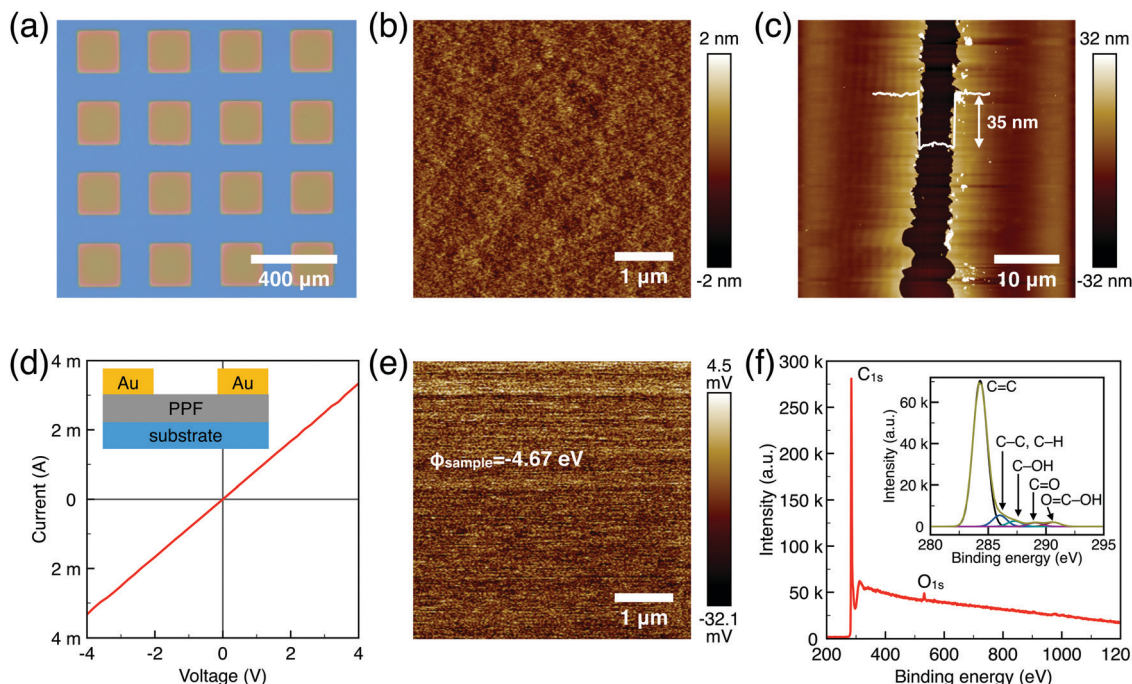 (a)
400 µm
(b)
1 µm
2 nm
-2 nm
(c)
35 nm
10 µm
32 nm
-32 nm
(d)
4 m
2 m
0
2 m
4 m
Current (A)
Au
Au
PPF
substrate
-4
-2
0
2
4
Voltage (V)
(e)
ϕsample=-4.67 eV
1 µm
4.5
mV
-32.1
mV
(f)
300 k
250 k
200 k
150 k
100 k
50 k
0
Intensity (a.u.)
C1s
O1s
200
400
600
800
1000
1200
Binding energy (eV)
60 k
40 k
20 k
0
Intensity (a.u.)
C=C
C–C, C–H
C–OH
C=O
O=C–OH
280
285
290
295
Binding energy (eV)